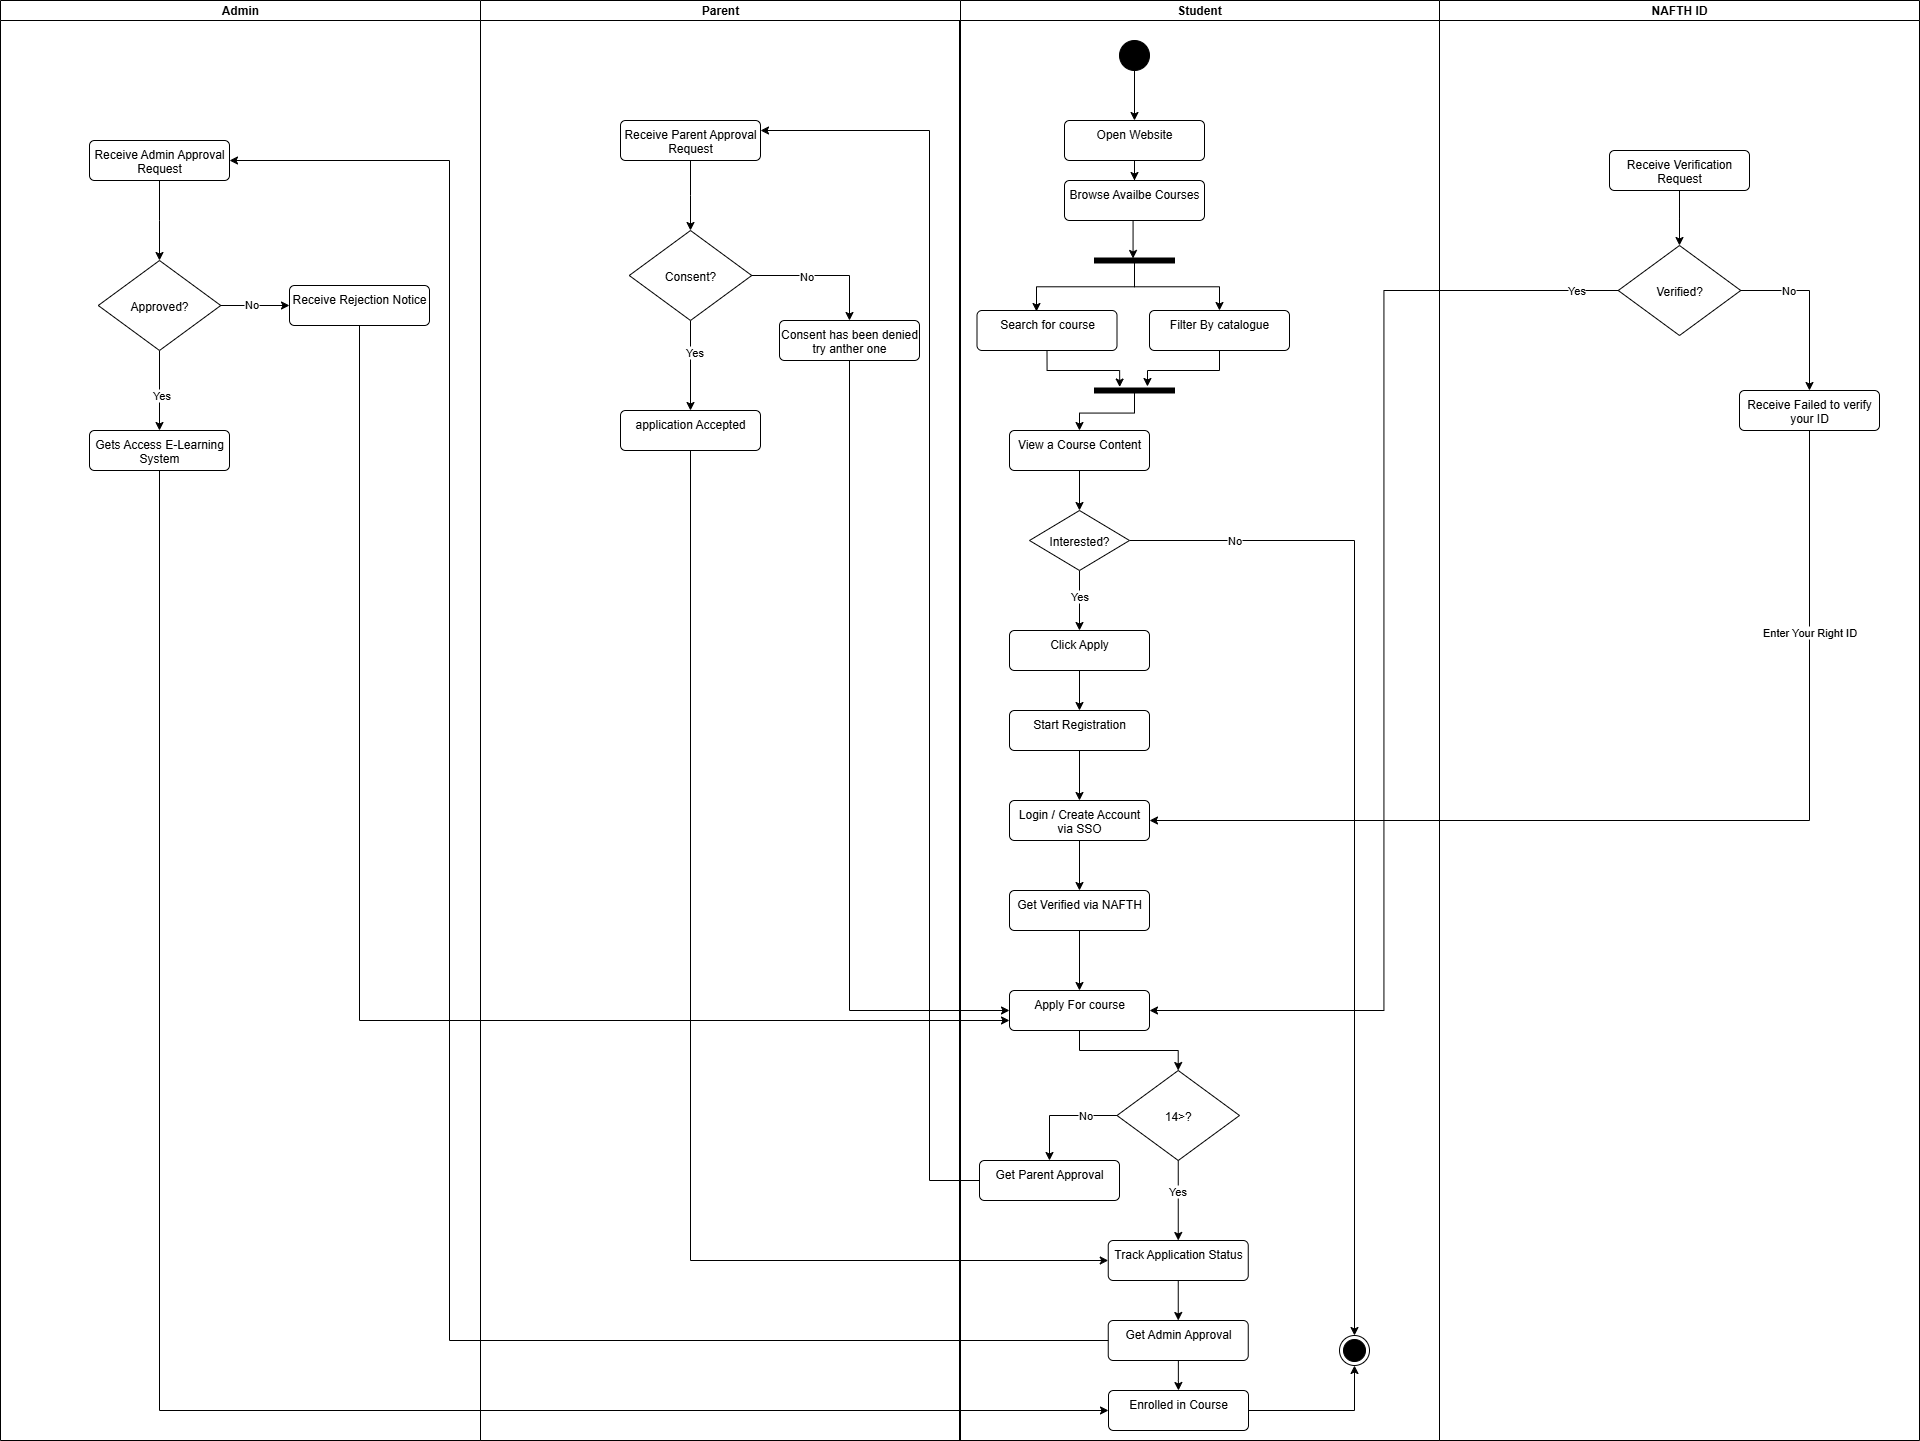 Admin
Parent
Student
NAFTH ID
Receive Admin Approval
Request
Approved?
No
Receive Rejection Notice
Yes
Gets Access E-Learning
System
Receive Parent Approval
Request
Consent?
No
Consent has been denied
try anther one
Yes
application Accepted
Open Website
Browse Availbe Courses
Search for course
Filter By catalogue
View a Course Content
Interested?
No
Yes
Click Apply
Start Registration
Login / Create Account
via SSO
Get Verified via NAFTH
Apply For course
14>?
No
Get Parent Approval
Yes
Track Application Status
Get Admin Approval
Enrolled in Course
Receive Verification
Request
Verified?
Yes
No
Receive Failed to verify
your ID
Enter Your Right ID